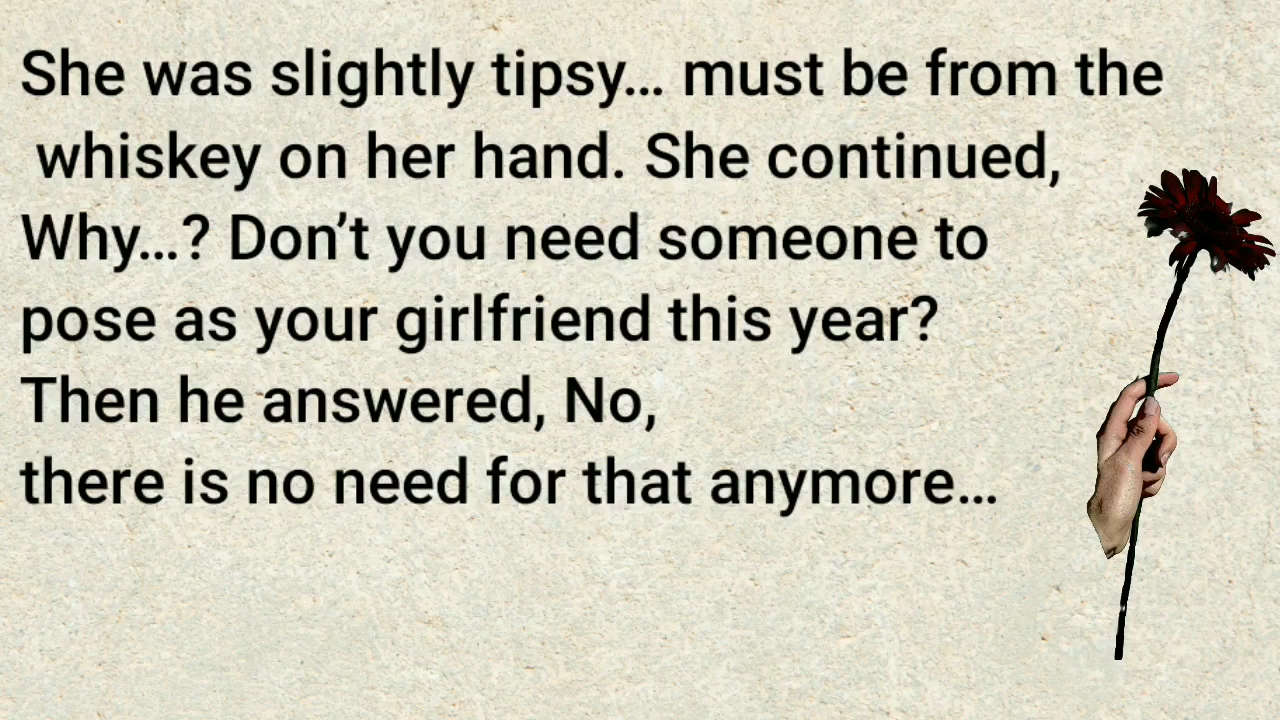 She was slightly tipsy… must be from the
whiskey on her hand. She continued,
Why…? Don’t you need someone to
pose as your girlfriend this year?
Then he answered, No,
there is no need for that anymore…